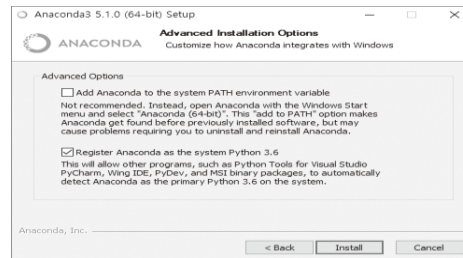 Anaconda3 5.1.0 (64-bit) Setup
ANACONDA
Advanced Installation Options
Customize how Anaconda integrates with Windows
Advanced Options
Add Anaconda to the system PATH environment variable
Not recommended. Instead, open Anaconda with the Windows Start
menu and select "Anaconda (64-bit)". This "add to PATH" option makes
Anaconda get found before previously installed software, but may
cause problems requiring you to uninstall and reinstall Anaconda.
Register Anaconda as the system Python 3.6
This will allow other programs, such as Python Tools for Visual Studio
PyCharm, Wing IDE, PyDev, and MSI binary packages, to automatically
detect Anaconda as the primary Python 3.6 on the system.
Anaconda, Inc.
< Back
Install
Cancel